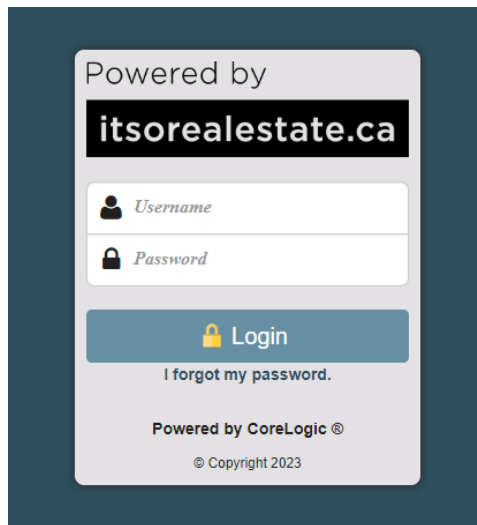 Powered by
itsorealestate.ca
Username
Password
Login
I forgot my password.
Powered by CoreLogic ®
© Copyright 2023